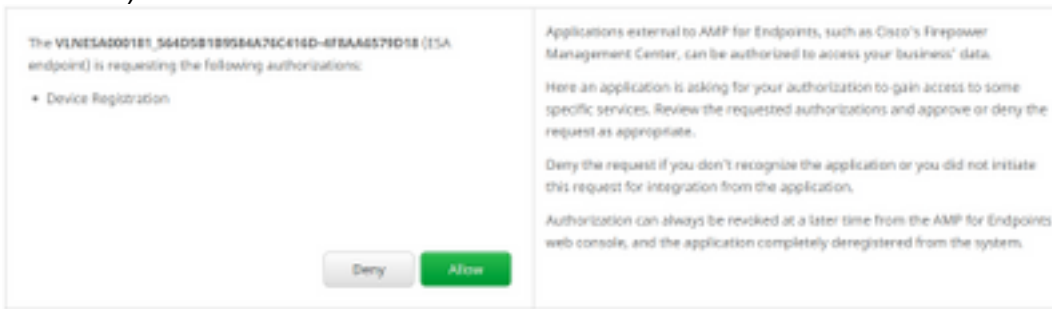 The VLNESA000181_564D5B1B9584A76C416D-4F8AA6579D18 (ESA
endpoint) is requesting the following authorizations:
• Device Registration
Deny
Allow
Applications external to AMP for Endpoints, such as Cisco's Firepower
Management Center, can be authorized to access your business' data.
Here an application is asking for your authorization to gain access to some
specific services. Review the requested authorizations and approve or deny the
request as appropriate.
Deny the request if you don't recognize the application or you did not initiate
this request for integration from the application.
Authorization can always be revoked at a later time from the AMP for Endpoints
web console, and the application completely deregistered from the system.